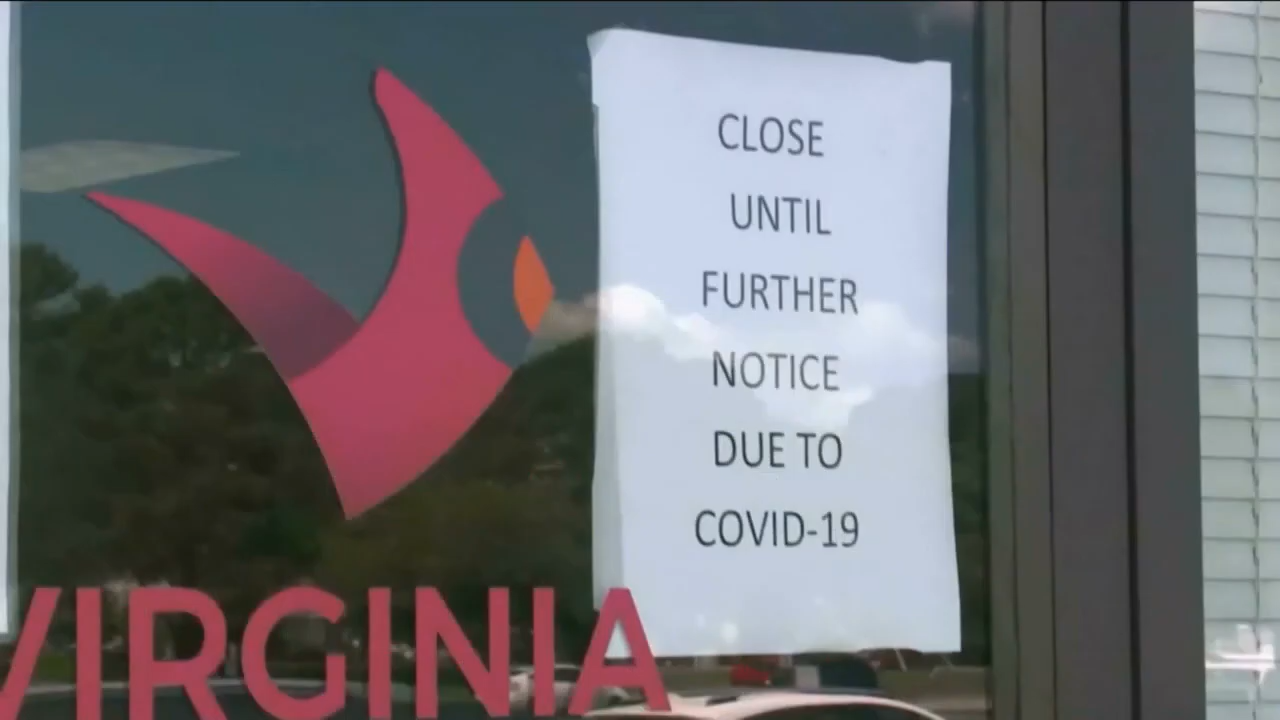 CLOSE
UNTIL
FURTHER
NOTICE
DUE TO
COVID-19
VIRGINIA